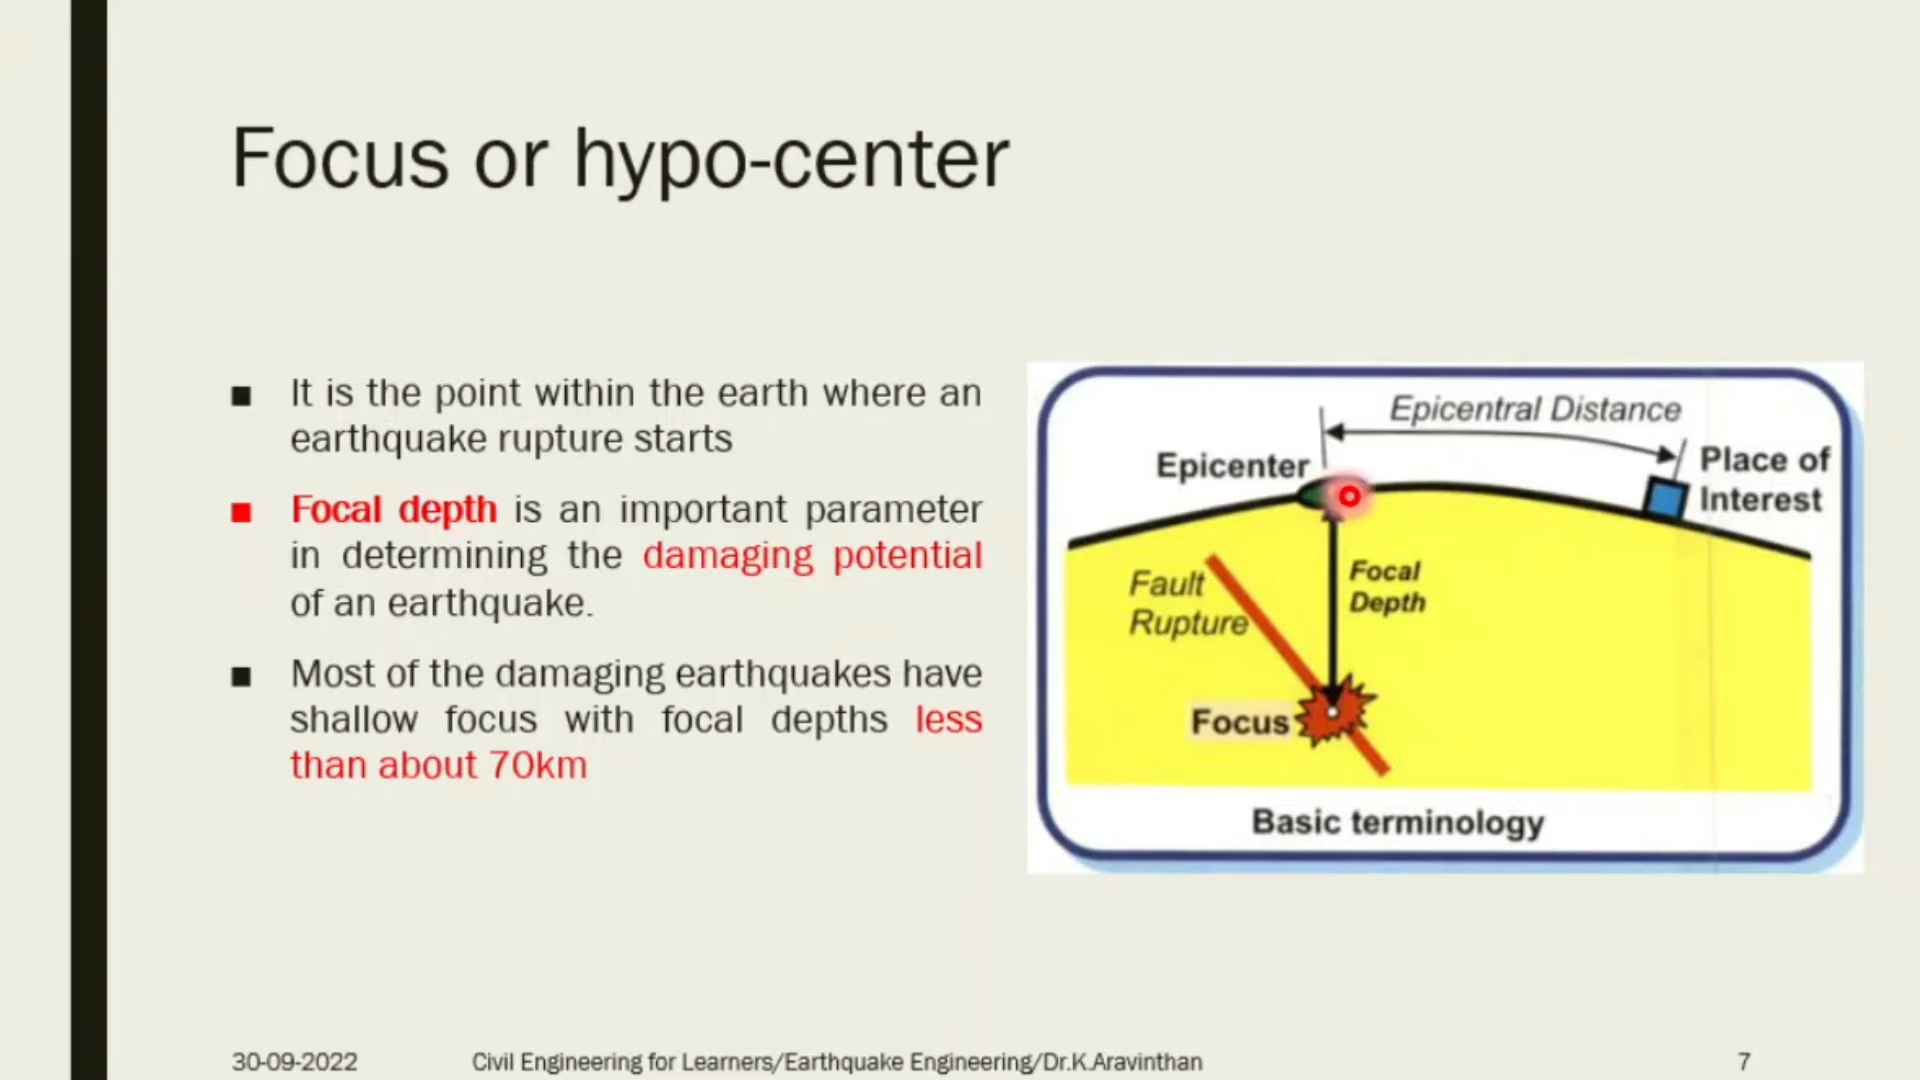 Focus or hypo-center
■ It is the point within the earth where an
earthquake rupture starts
■ Focal depth is an important parameter
in determining the damaging potential
of an earthquake.
■ Most of the damaging earthquakes have
shallow focus with focal depths less
than about 70km
Epicentral Distance
Epicenter
Place of
Interest
Fault
Rupture
Focal
Depth
Focus
Basic terminology
30-09-2022
Civil Engineering for Learners/Earthquake Engineering/Dr.K.Aravinthan
7